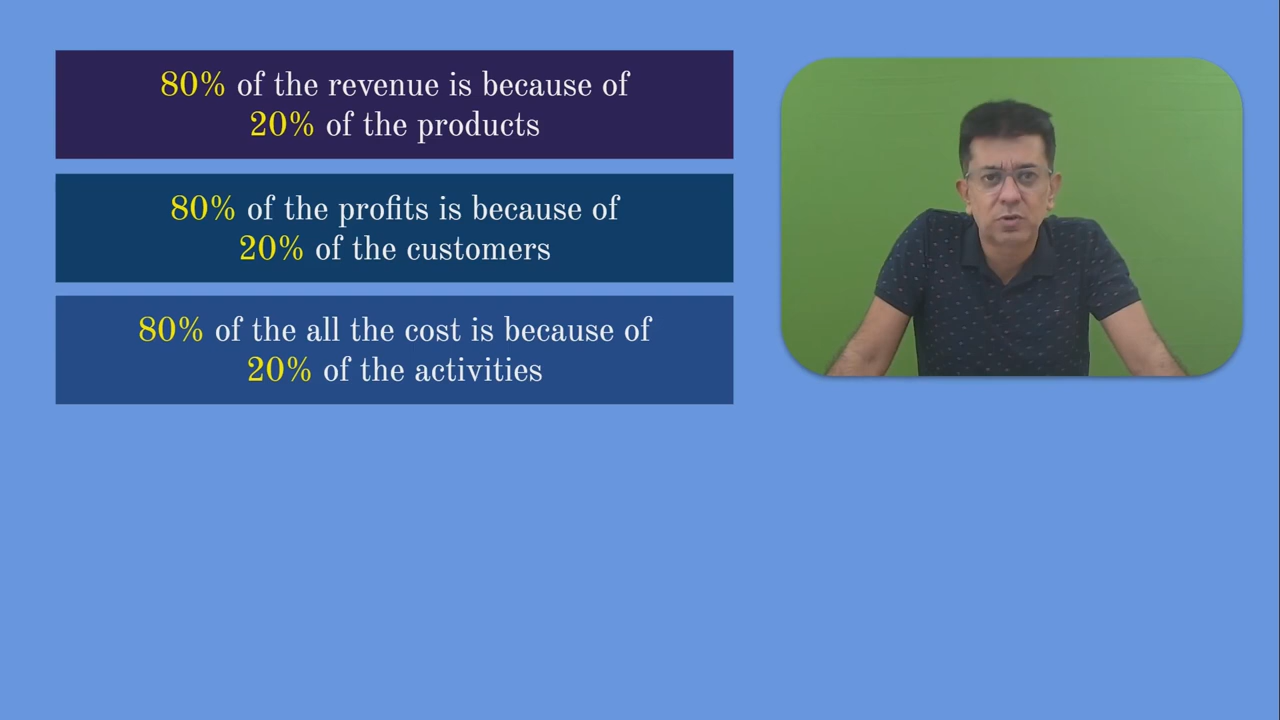 80% of the revenue is because of
20% of the products
80% of the profits is because of
20% of the customers
80% of the all the cost is because of
20% of the activities